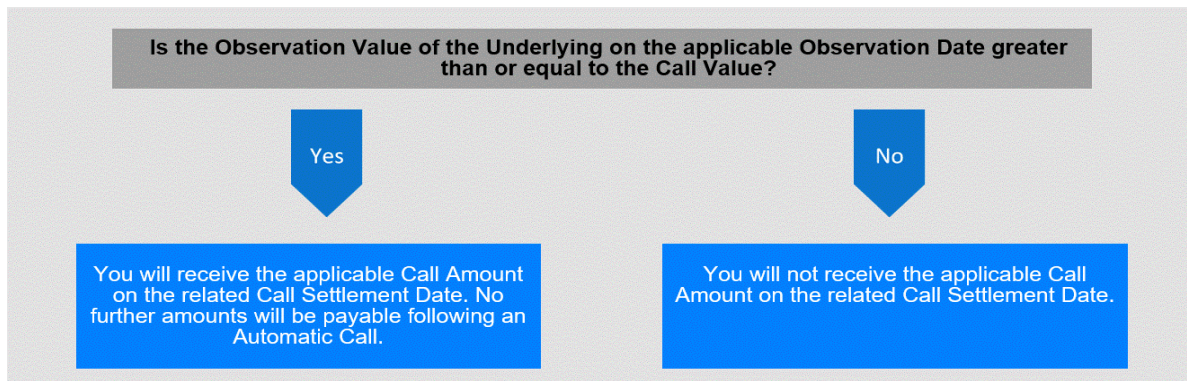 Is the Observation Value of the Underlying on the applicable Observation Date greater
than or equal to the Call Value?
Yes
No
You will receive the applicable Call Amount
on the related Call Settlement Date. No
further amounts will be payable following an
Automatic Call.
You will not receive the applicable Call
Amount on the related Call Settlement Date.